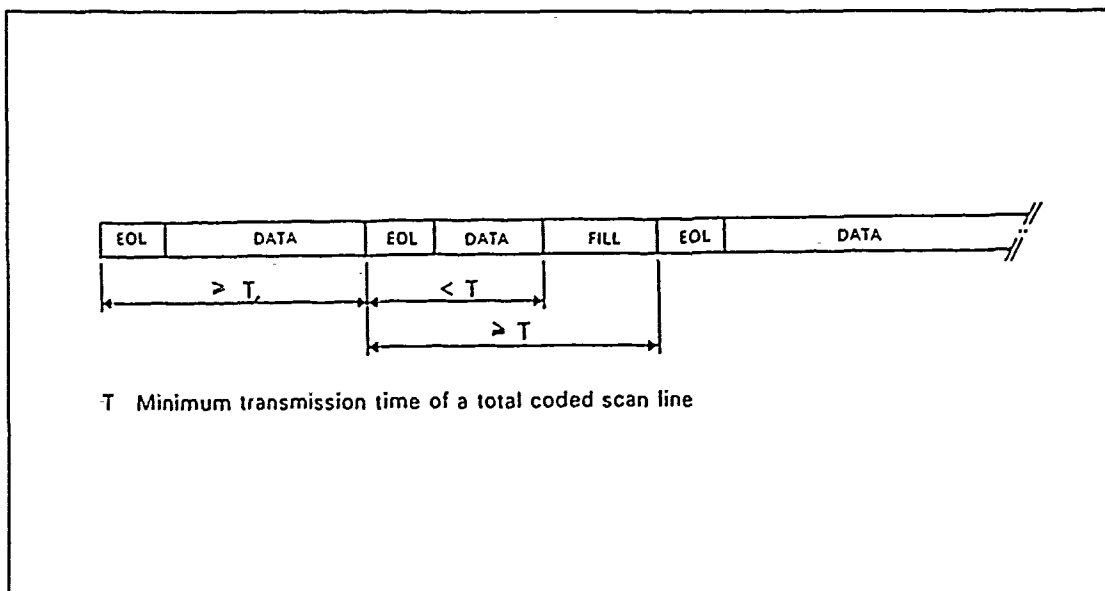 EOL DATA EOL DATA FILL EOL DATA
≥ T, < T
≥ T
T Minimum transmission time of a total coded scan line